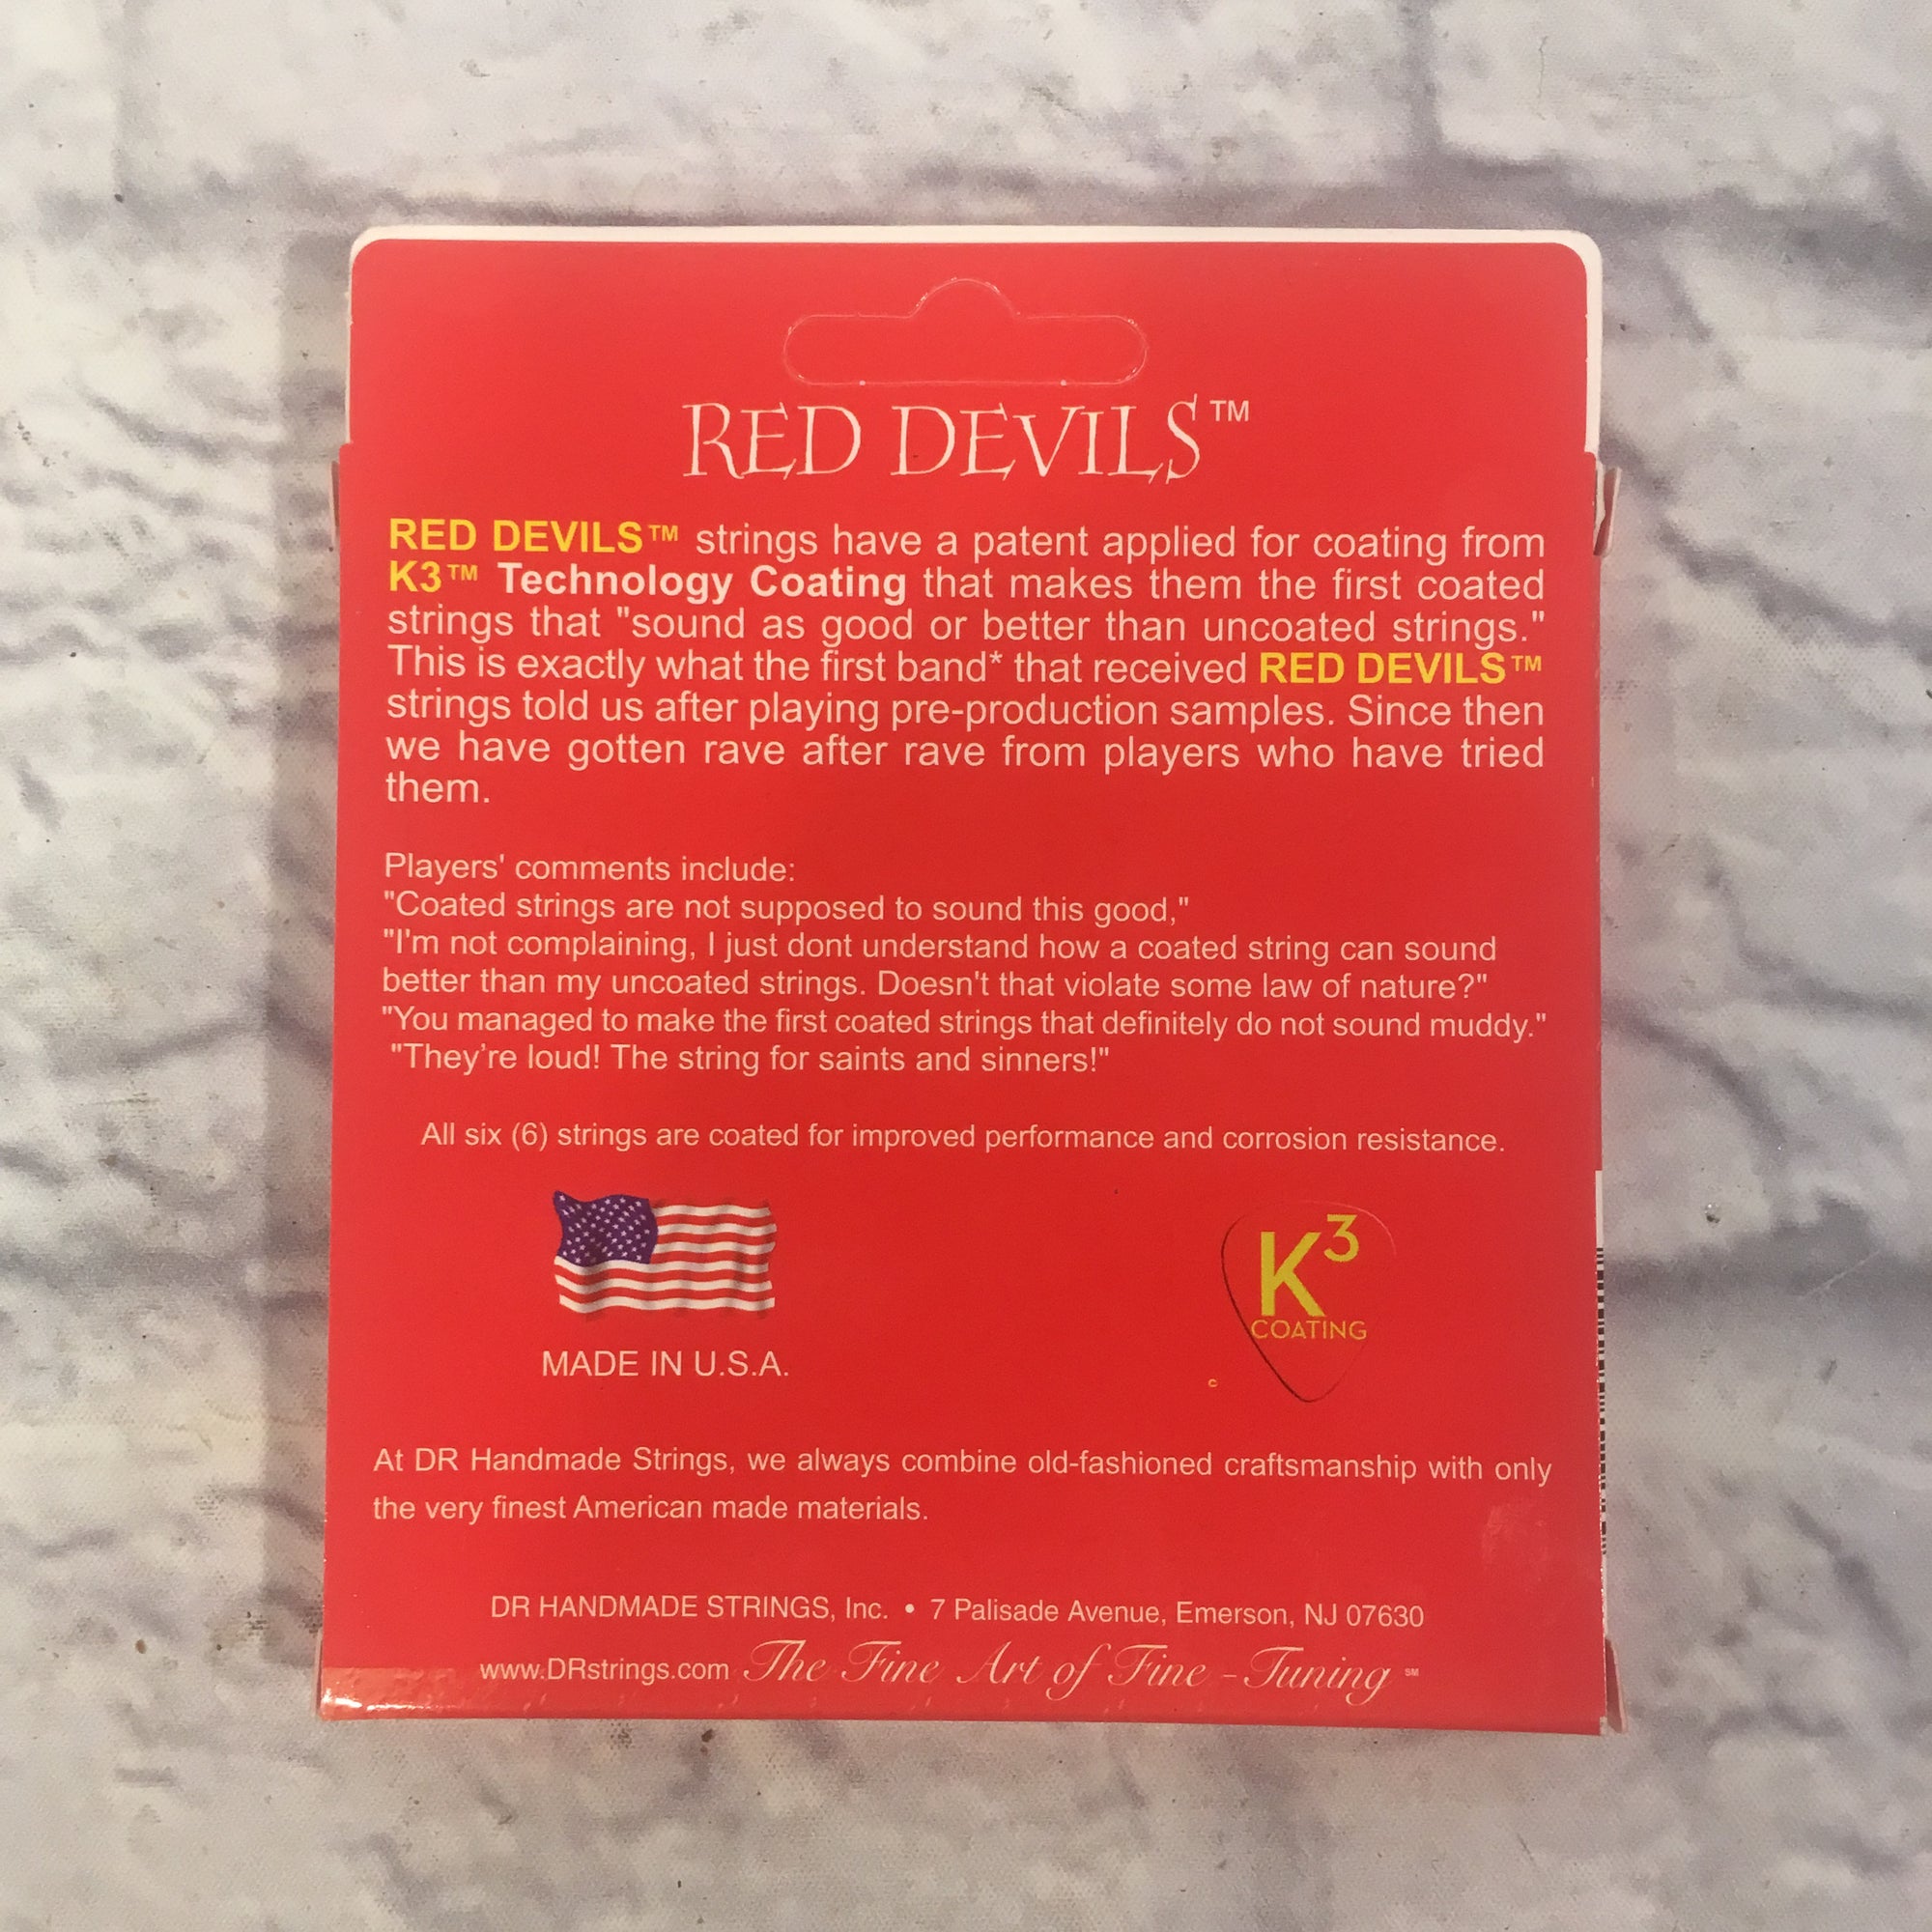 RED DEVILS™
RED DEVILS™ strings have a patent applied for coating from
K3™ Technology Coating that makes them the first coated
strings that "sound as good or better than uncoated strings."
This is exactly what the first band* that received RED DEVILS™
strings told us after playing pre-production samples. Since then
we have gotten rave after rave from players who have tried
them.
Players' comments include:
"Coated strings are not supposed to sound this good,"
"I'm not complaining, I just dont understand how a coated string can sound
better than my uncoated strings. Doesn't that violate some law of nature?"
"You managed to make the first coated strings that definitely do not sound muddy."
"They’re loud! The string for saints and sinners!"
All six (6) strings are coated for improved performance and corrosion resistance.
K3
COATING
c
MADE IN U.S.A.
At DR Handmade Strings, we always combine old-fashioned craftsmanship with only
the very finest American made materials.
DR HANDMADE STRINGS, Inc. • 7 Palisade Avenue, Emerson, NJ 07630
www.DRstrings.com The Fine Art of Fine-Tuning ℠